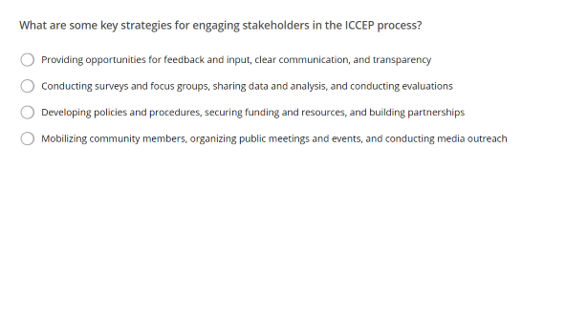 What are some key strategies for engaging stakeholders in the ICCEP process?
Providing opportunities for feedback and input, clear communication, and transparency
Conducting surveys and focus groups, sharing data and analysis, and conducting evaluations
Developing policies and procedures, securing funding and resources, and building partnerships
Mobilizing community members, organizing public meetings and events, and conducting media outreach